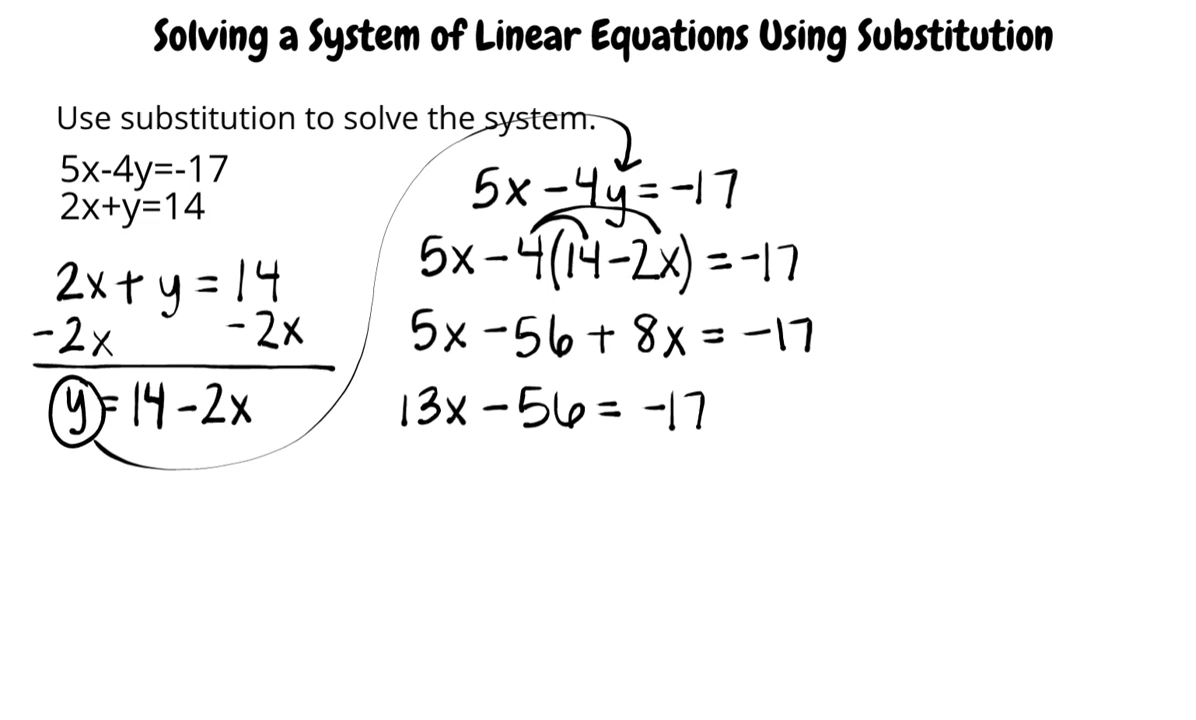 Solving a System of Linear Equations Using Substitution
Use substitution to solve the system.
5x-4y=-17
2x+y=14
2x + y = 14
-2x -2x
y = 14 - 2x
5x - 4y = -17
5x - 4(14 - 2x) = -17
5x - 56 + 8x = -17
13x - 56 = -17